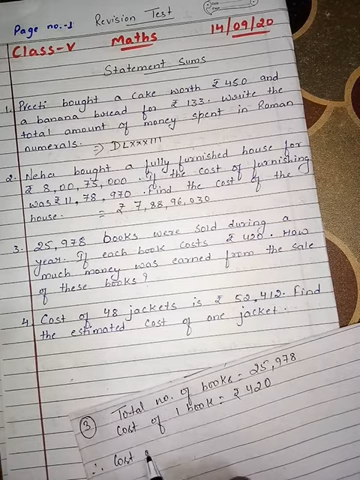 Page no.-1 Revision Test
Class-V Maths 14/09/20
Statement Sums
1. Preeti bought a cake worth ₹ 450 and
a banana bread for ₹ 133. Write the
total amount of money spent in Roman
numerals. ⇒ DLXXXIII
2. Neha bought a fully furnished house for
₹ 8,00,75,000. If the cost of furnishing
was ₹ 11,78,970. Find the cost of the
house. ⇒ ₹ 7,88,96,030
3. 25,978 books were sold during a
year. If each book costs ₹ 420. How
much money was earned from the sale
of these books?
4. Cost of 48 jackets is ₹ 52,412. Find
the estimated cost of one jacket.
3 Total no. of books = 25,978
Cost of 1 book = ₹ 420
∴ Cost